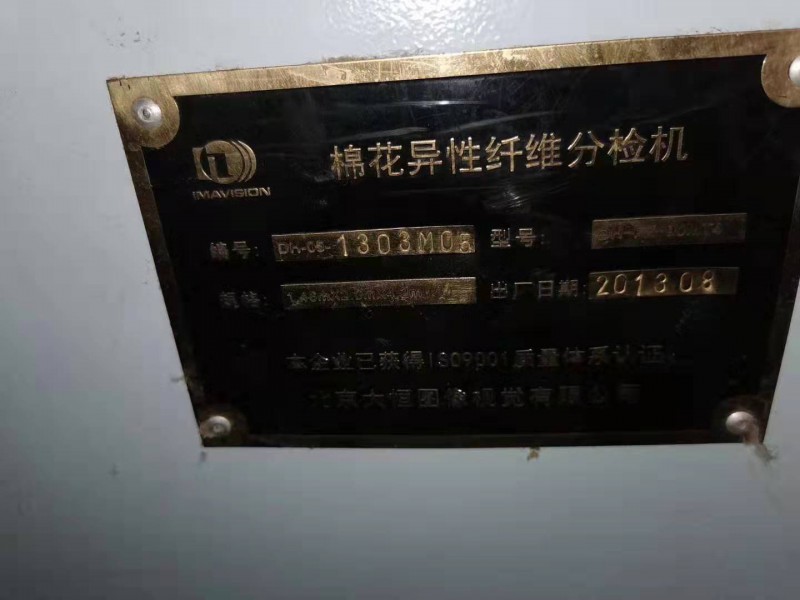 棉花异性纤维分检机
IMAVISION
编号: DH-03-1303M05 型号:
规格: 出厂日期: 201308
本企业已获得ISO9001质量体系认证
北京大恒图像视觉有限公司